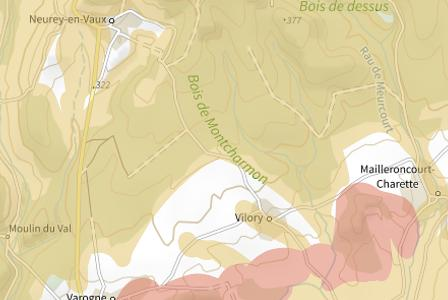 Bois de dessus
Neurey-en-Vaux
377
Rau de Meurcourt
322
Bois de Montcharmon
Mailleroncourt-
Charette
Vilory
Moulin du Val
Varogne